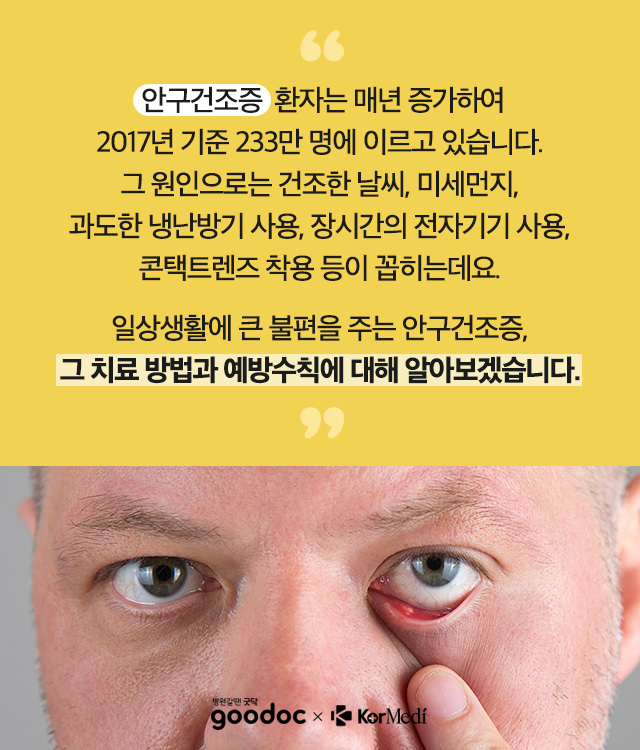 안구건조증 환자는 매년 증가하여
2017년 기준 233만 명에 이르고 있습니다.
그 원인으로는 건조한 날씨, 미세먼지,
과도한 냉난방기 사용, 장시간의 전자기기 사용,
콘택트렌즈 착용 등이 꼽히는데요.
일상생활에 큰 불편을 주는 안구건조증,
그 치료 방법과 예방수칙에 대해 알아보겠습니다.
병원갈땐 굿닥
goodoc × KorMedi